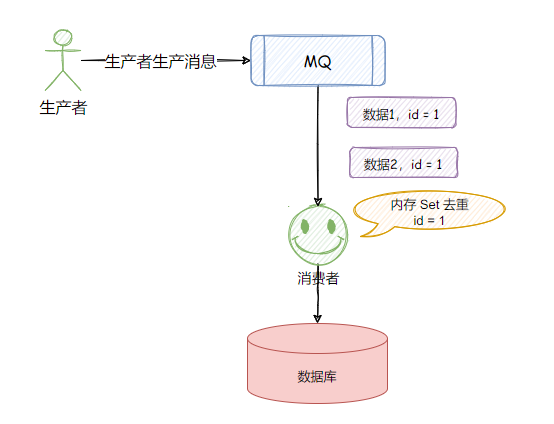 生产者生产消息
MQ
生产者
数据1，id = 1
数据2，id = 1
内存 Set 去重
id = 1
消费者
数据库